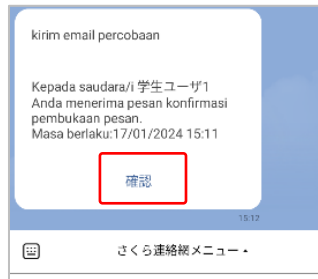 kirim email percobaan
Kepada saudara/i 学生ユーザ1
Anda menerima pesan konfirmasi
pembukaan pesan.
Masa berlaku:17/01/2024 15:11
確認
15:12
さくら連絡網メニュー